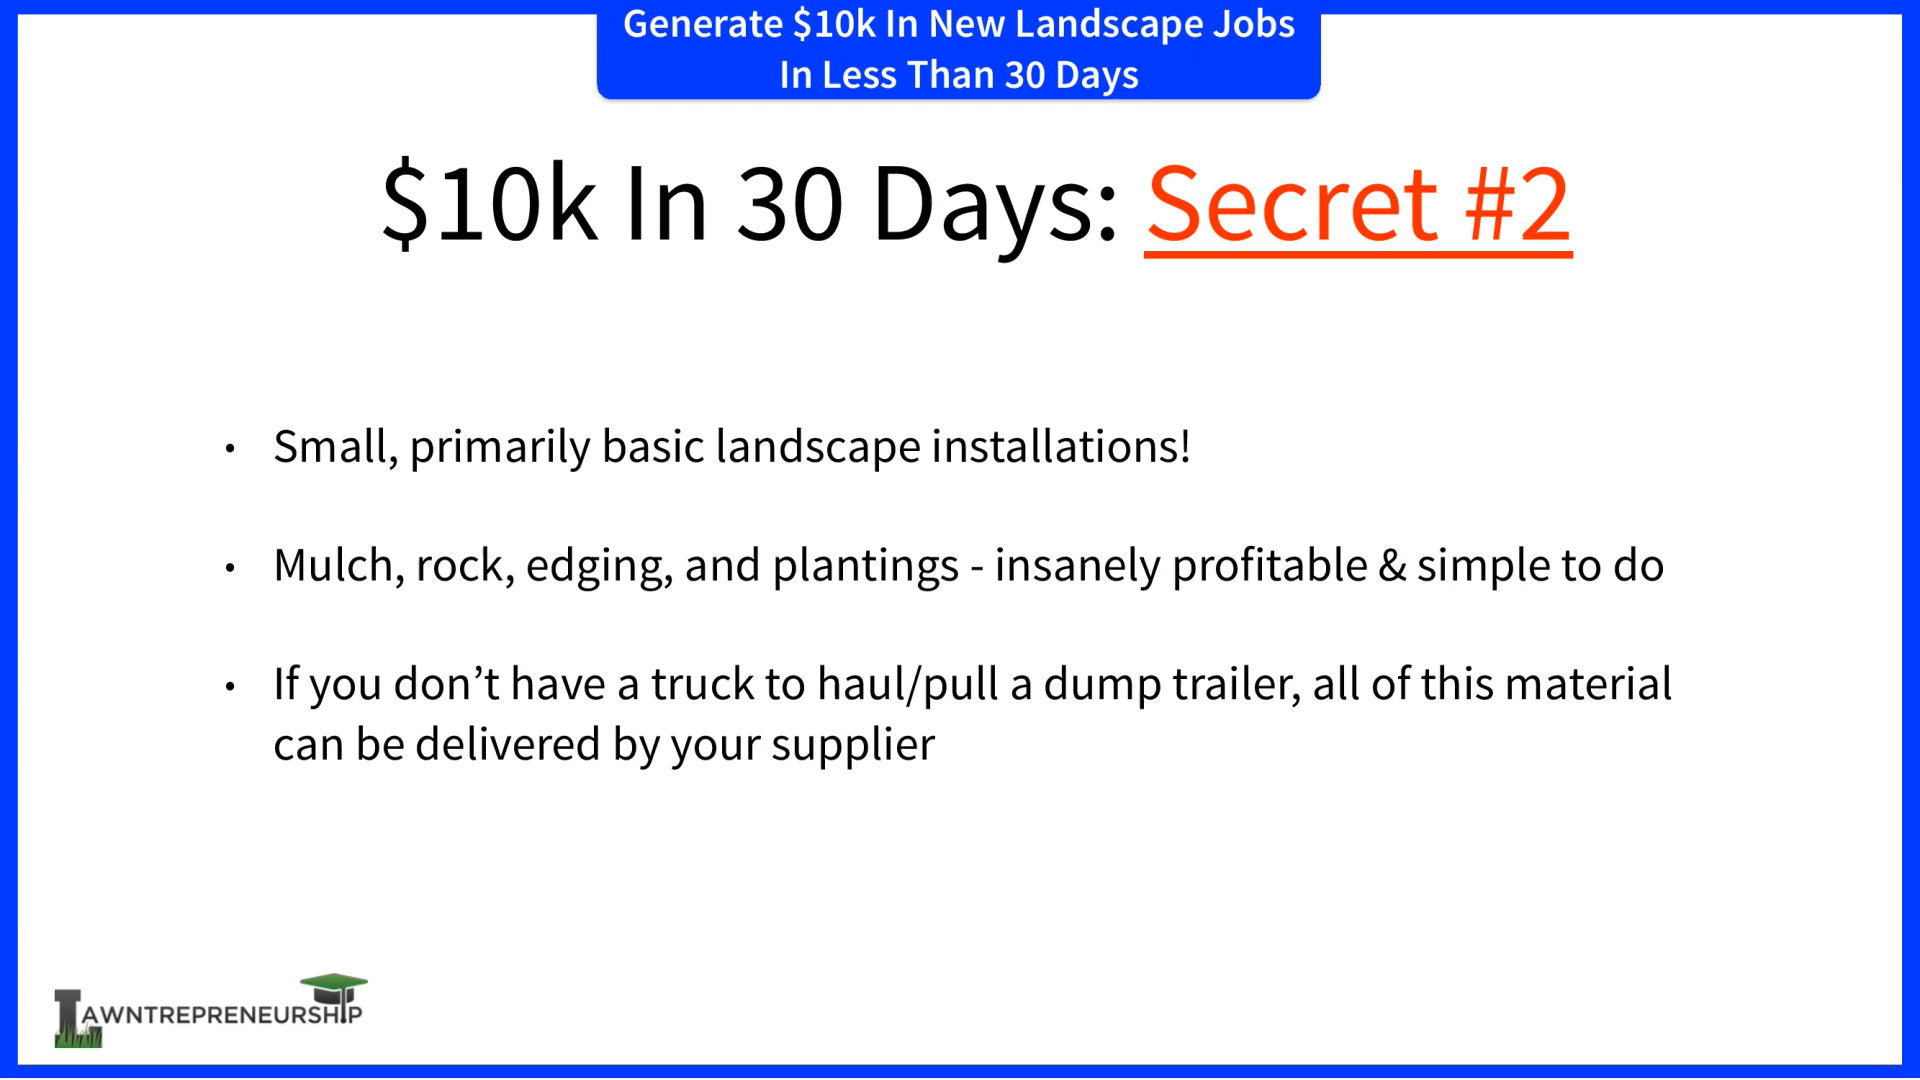 Generate $10k In New Landscape Jobs
In Less Than 30 Days
$10k In 30 Days: Secret #2
• Small, primarily basic landscape installations!
• Mulch, rock, edging, and plantings - insanely profitable & simple to do
• If you don’t have a truck to haul/pull a dump trailer, all of this material
can be delivered by your supplier
LAWNTREPRENEURSHIP